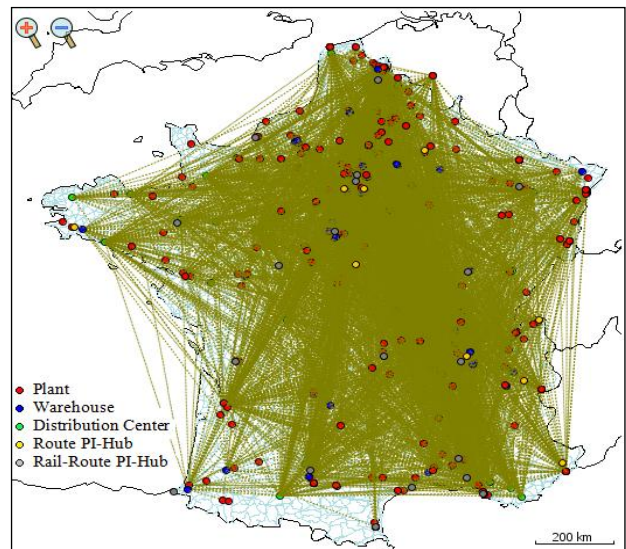 Plant
Warehouse
Distribution Center
Route PI-Hub
Rail-Route PI-Hub
200 km